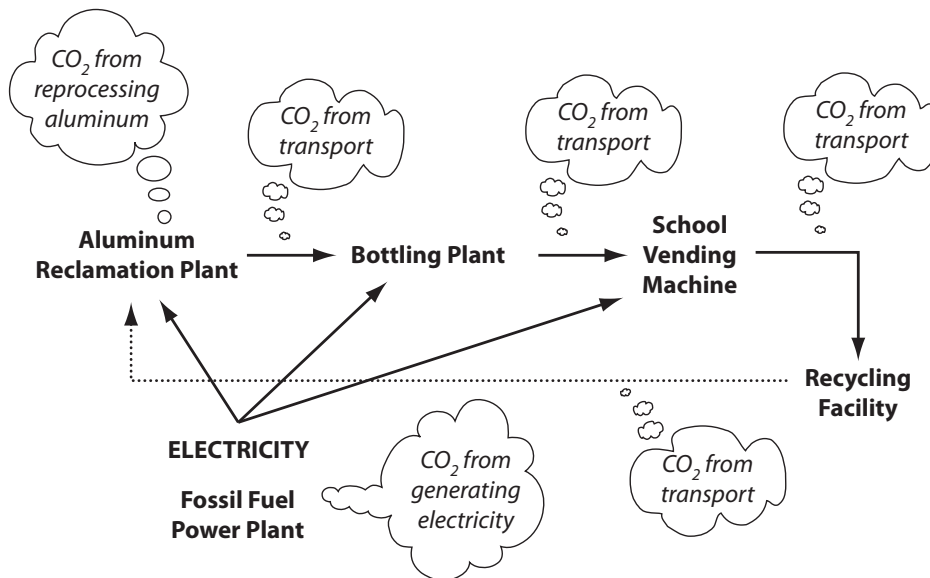 CO₂ from
reprocessing
aluminum
CO₂ from
transport
CO₂ from
transport
CO₂ from
transport
Aluminum
Reclamation Plant
Bottling Plant
School
Vending
Machine
Recycling
Facility
ELECTRICITY
Fossil Fuel
Power Plant
CO₂ from
generating
electricity
CO₂ from
transport